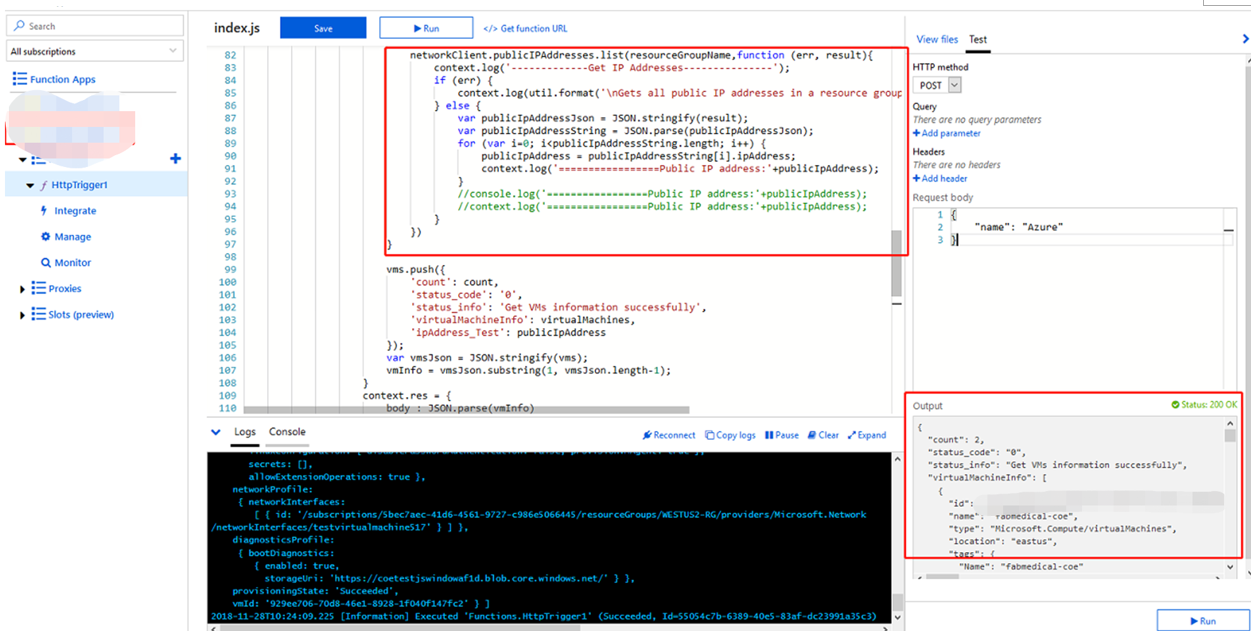 Search
All subscriptions
Function Apps
HttpTrigger1
Integrate
Manage
Monitor
Proxies
Slots (preview)
index.js
Save
Run
</> Get function URL
82 networkClient.publicIPAddresses.list(resourceGroupName,function (err, result){
83 context.log('-------------Get IP Addresses---------------');
84 if (err) {
85 context.log(util.format('\nGets all public IP addresses in a resource group
86 } else {
87 var publicIpAddressJson = JSON.stringify(result);
88 var publicIpAddressString = JSON.parse(publicIpAddressJson);
89 for (var i=0; i<publicIpAddressString.length; i++) {
90 publicIpAddress = publicIpAddressString[i].ipAddress;
91 context.log('=================Public IP address:'+publicIpAddress);
92 }
93 //console.log('=================Public IP address:'+publicIpAddress);
94 //context.log('=================Public IP address:'+publicIpAddress);
95 }
96 })
97 }
98
99 vms.push({
100 'count': count,
101 'status_code': '0',
102 'status_info': 'Get VMs information successfully',
103 'virtualMachineInfo': virtualMachines,
104 'ipAddress_Test': publicIpAddress
105 });
106 var vmsJson = JSON.stringify(vms);
107 vmInfo = vmsJson.substring(1, vmsJson.length-1);
108 }
109 context.res = {
110 body : JSON.parse(vmInfo)
Logs
Console
Reconnect
Copy logs
Pause
Clear
Expand
secrets: [],
allowExtensionOperations: true },
networkProfile:
{ networkInterfaces:
[ { id: '/subscriptions/5bec7aec-41d6-4561-9727-c986e5066445/resourceGroups/WESTUS2-RG/providers/Microsoft.Network
/networkInterfaces/testvirtualmachine517' } ] },
diagnosticsProfile:
{ bootDiagnostics:
{ enabled: true,
storageUri: 'https://coetestjswindowaf1d.blob.core.windows.net/' } },
provisioningState: 'Succeeded',
vmId: '929ee706-70d8-46e1-8928-1f040f147fc2' } ]
2018-11-28T10:24:09.225 [Information] Executed 'Functions.HttpTrigger1' (Succeeded, Id=55054c7b-6389-40e5-83af-dc23991a35c3)
View files
Test
HTTP method
POST
Query
There are no query parameters
Add parameter
Headers
There are no headers
Add header
Request body
1 {
2 "name": "Azure"
3 }
Output
Status: 200 OK
{
"count": 2,
"status_code": "0",
"status_info": "Get VMs information successfully",
"virtualMachineInfo": [
{
"id":
"name": "fabmedical-coe",
"type": "Microsoft.Compute/virtualMachines",
"location": "eastus",
"tags": {
"Name": "fabmedical-coe"
Run